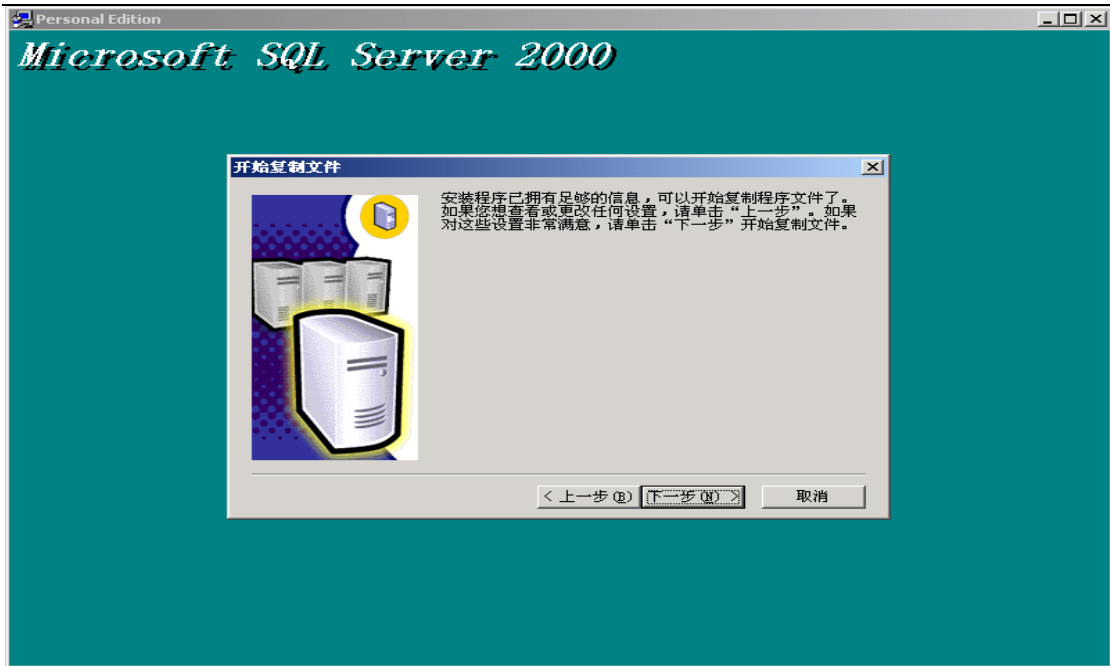 Personal Edition
Microsoft SQL Server 2000
开始复制文件
安装程序已拥有足够的信息，可以开始复制程序文件了。
如果您想查看或更改任何设置，请单击“上一步”。如果
对这些设置非常满意，请单击“下一步”开始复制文件。
< 上一步(B) 下一步(N) > 取消